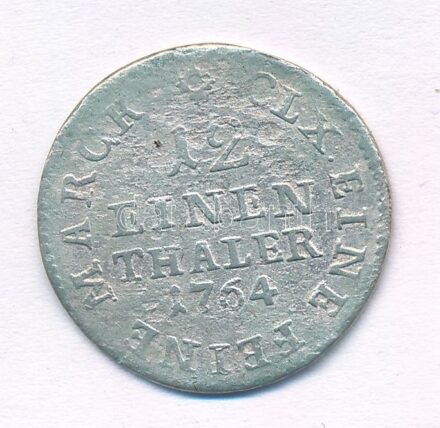 CLX. EINE FEINE MARCK
12
EINEN
THALER
1764